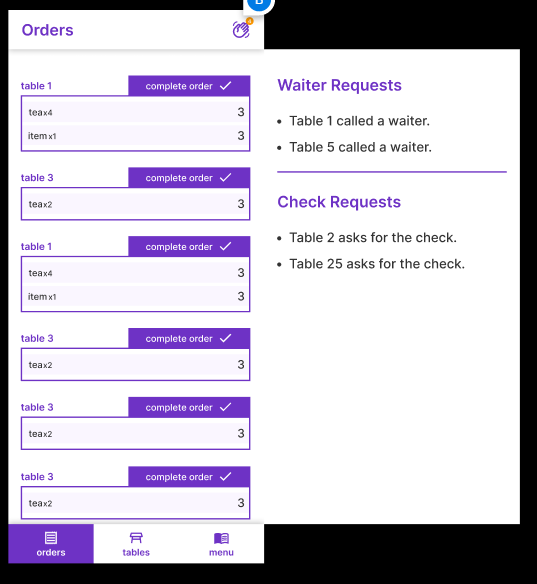 B
Orders
4
table 1 complete order
teax4 3
itemx1 3
table 3 complete order
teax2 3
table 1 complete order
teax4 3
itemx1 3
table 3 complete order
teax2 3
table 3 complete order
teax2 3
table 3 complete order
teax2 3
orders tables menu
Waiter Requests
• Table 1 called a waiter.
• Table 5 called a waiter.
Check Requests
• Table 2 asks for the check.
• Table 25 asks for the check.